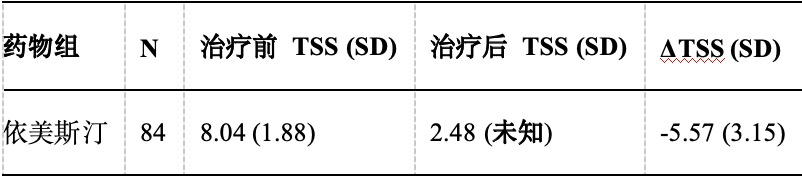 药物组 N 治疗前 TSS (SD) 治疗后 TSS (SD) ΔTSS (SD)
依美斯汀 84 8.04 (1.88) 2.48 (未知) -5.57 (3.15)